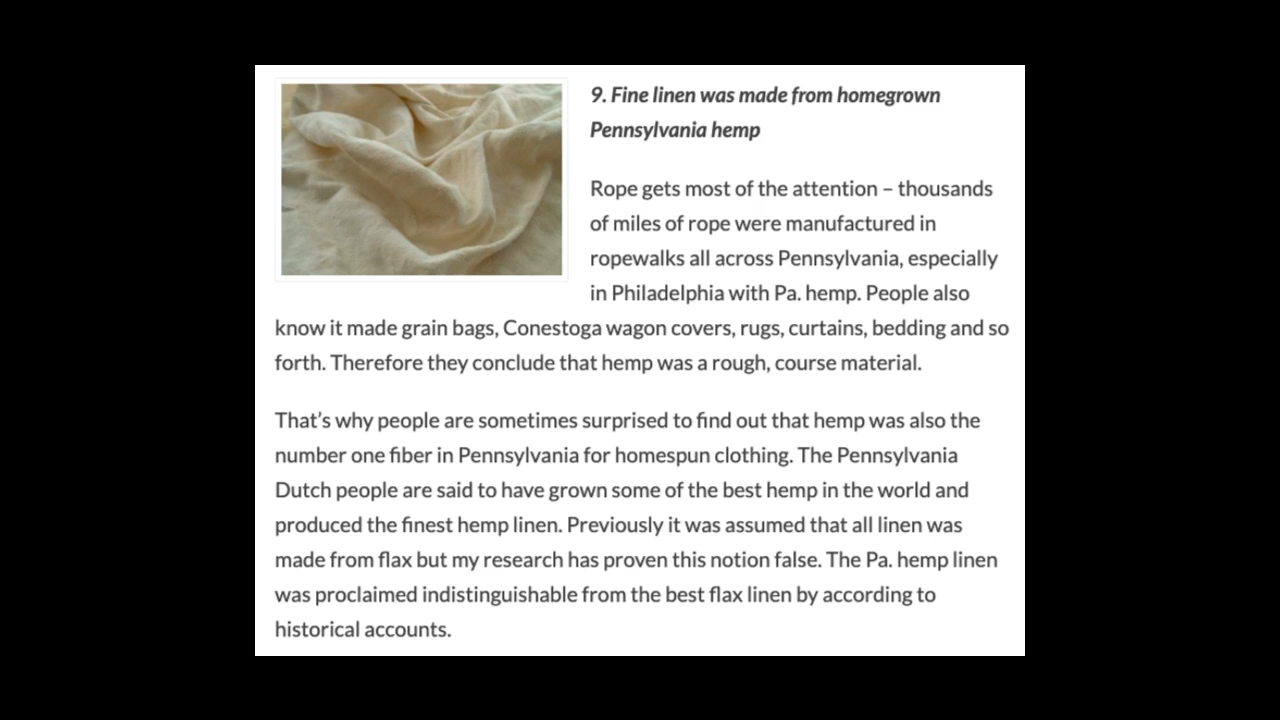 9. Fine linen was made from homegrown
Pennsylvania hemp
Rope gets most of the attention – thousands
of miles of rope were manufactured in
ropewalks all across Pennsylvania, especially
in Philadelphia with Pa. hemp. People also
know it made grain bags, Conestoga wagon covers, rugs, curtains, bedding and so
forth. Therefore they conclude that hemp was a rough, course material.
That’s why people are sometimes surprised to find out that hemp was also the
number one fiber in Pennsylvania for homespun clothing. The Pennsylvania
Dutch people are said to have grown some of the best hemp in the world and
produced the finest hemp linen. Previously it was assumed that all linen was
made from flax but my research has proven this notion false. The Pa. hemp linen
was proclaimed indistinguishable from the best flax linen by according to
historical accounts.